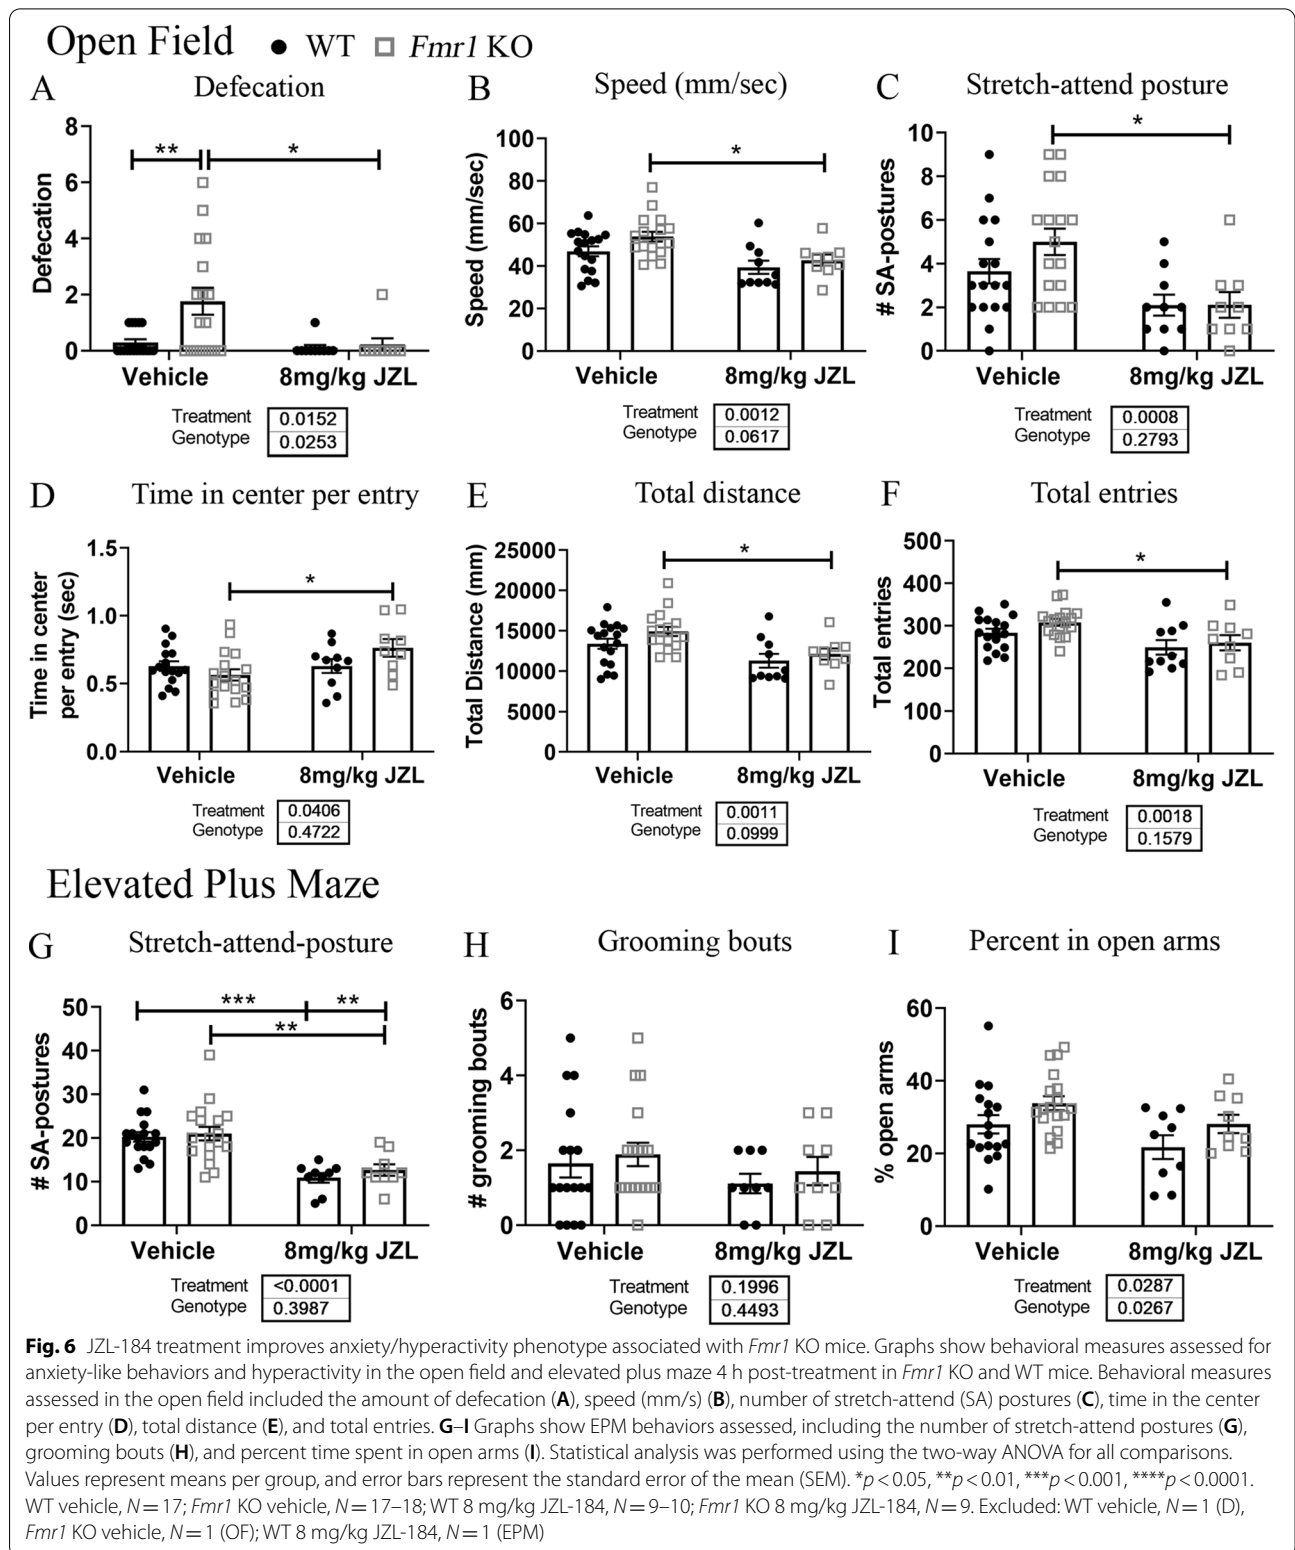 Open Field ● WT □ Fmr1 KO
A Defecation
**
*
Defecation
8
6
4
2
0
Vehicle 8mg/kg JZL
Treatment 0.0152
Genotype 0.0253
B Speed (mm/sec)
*
Speed (mm/sec)
100
80
60
40
20
0
Vehicle 8mg/kg JZL
Treatment 0.0012
Genotype 0.0617
C Stretch-attend posture
*
# SA-postures
10
8
6
4
2
0
Vehicle 8mg/kg JZL
Treatment 0.0008
Genotype 0.2793
D Time in center per entry
*
Time in center
per entry (sec)
1.5
1.0
0.5
0.0
Vehicle 8mg/kg JZL
Treatment 0.0406
Genotype 0.4722
E Total distance
*
Total Distance (mm)
25000
20000
15000
10000
5000
0
Vehicle 8mg/kg JZL
Treatment 0.0011
Genotype 0.0999
F Total entries
*
Total entries
500
400
300
200
100
0
Vehicle 8mg/kg JZL
Treatment 0.0018
Genotype 0.1579
Elevated Plus Maze
G Stretch-attend-posture
*** **
**
# SA-postures
50
40
30
20
10
0
Vehicle 8mg/kg JZL
Treatment <0.0001
Genotype 0.3987
H Grooming bouts
# grooming bouts
6
4
2
0
Vehicle 8mg/kg JZL
Treatment 0.1996
Genotype 0.4493
I Percent in open arms
% open arms
60
40
20
0
Vehicle 8mg/kg JZL
Treatment 0.0287
Genotype 0.0267
Fig. 6 JZL-184 treatment improves anxiety/hyperactivity phenotype associated with Fmr1 KO mice. Graphs show behavioral measures assessed for
anxiety-like behaviors and hyperactivity in the open field and elevated plus maze 4 h post-treatment in Fmr1 KO and WT mice. Behavioral measures
assessed in the open field included the amount of defecation (A), speed (mm/s) (B), number of stretch-attend (SA) postures (C), time in the center
per entry (D), total distance (E), and total entries. G–I Graphs show EPM behaviors assessed, including the number of stretch-attend postures (G),
grooming bouts (H), and percent time spent in open arms (I). Statistical analysis was performed using the two-way ANOVA for all comparisons.
Values represent means per group, and error bars represent the standard error of the mean (SEM). *p < 0.05, **p < 0.01, ***p < 0.001, ****p < 0.0001.
WT vehicle, N = 17; Fmr1 KO vehicle, N = 17–18; WT 8 mg/kg JZL-184, N = 9–10; Fmr1 KO 8 mg/kg JZL-184, N = 9. Excluded: WT vehicle, N = 1 (D),
Fmr1 KO vehicle, N = 1 (OF); WT 8 mg/kg JZL-184, N = 1 (EPM)